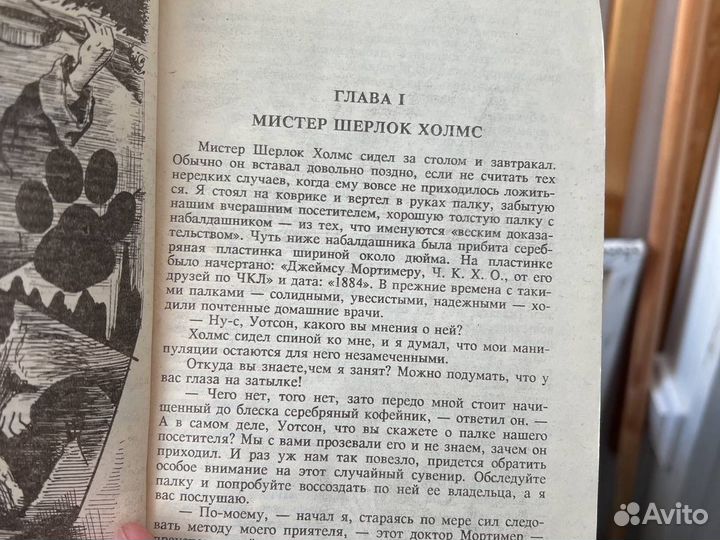 ГЛАВА I
МИСТЕР ШЕРЛОК ХОЛМС
Мистер Шерлок Холмс сидел за столом и завтракал.
Обычно он вставал довольно поздно, если не считать тех
нередких случаев, когда ему вовсе не приходилось ложить-
ся. Я стоял на коврике и вертел в руках палку, забытую
нашим вчерашним посетителем, хорошую толстую палку с
набалдашником — из тех, что именуются «веским доказа-
тельством». Чуть ниже набалдашника была прибита сереб-
ряная пластинка шириной около дюйма. На пластинке
было начертано: «Джеймсу Мортимеру, Ч. К. Х. О., от его
друзей по ЧКЛ» и дата: «1884». В прежние времена с таки-
ми палками — солидными, увесистыми, надежными — хо-
дили почтенные домашние врачи.
— Ну-с, Уотсон, какого вы мнения о ней?
Холмс сидел спиной ко мне, и я думал, что мои мани-
пуляции остаются для него незамеченными.
Откуда вы знаете,чем я занят? Можно подумать, что у
вас глаза на затылке!
— Чего нет, того нет, зато передо мной стоит начи-
щенный до блеска серебряный кофейник, — ответил он. —
А в самом деле, Уотсон, что вы скажете о палке нашего
посетителя? Мы с вами прозевали его и не знаем, зачем он
приходил. И раз уж нам так повезло, придется обратить
особое внимание на этот случайный сувенир. Обследуйте
палку и попробуйте воссоздать по ней ее владельца, а я
вас послушаю.
— По-моему, — начал я, стараясь по мере сил следо-
вать методу моего приятеля, — этот доктор Мортимер —
Avito